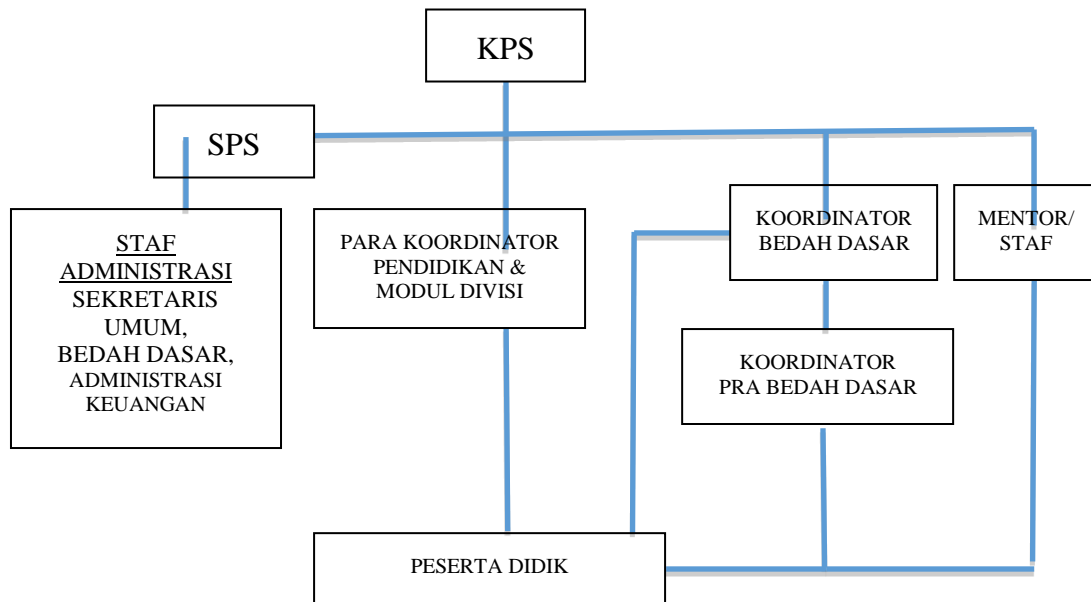 KPS
SPS
STAF
ADMINISTRASI
SEKRETARIS
UMUM,
BEDAH DASAR,
ADMINISTRASI
KEUANGAN
PARA KOORDINATOR
PENDIDIKAN &
MODUL DIVISI
KOORDINATOR
BEDAH DASAR
MENTOR/
STAF
KOORDINATOR
PRA BEDAH DASAR
PESERTA DIDIK